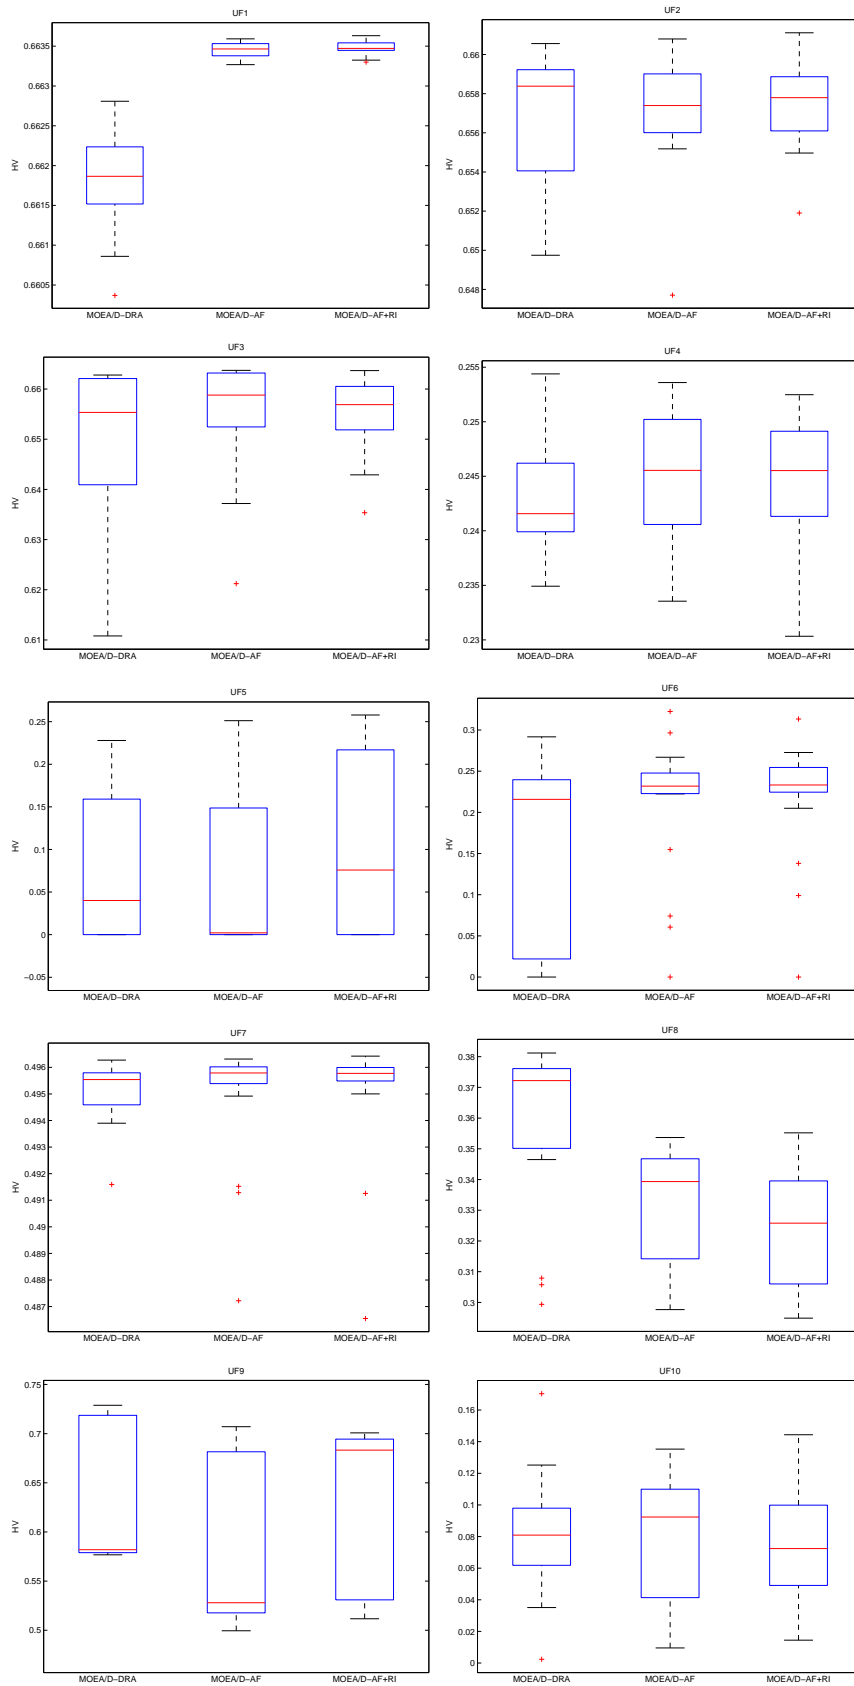 UF1
0.6635
0.663
0.6625
0.662
0.6615
0.661
0.6605
HV
MOEA/D−DRA MOEA/D−AF MOEA/D−AF+RI
UF2
0.66
0.658
0.656
0.654
0.652
0.65
0.648
HV
MOEA/D−DRA MOEA/D−AF MOEA/D−AF+RI
UF3
0.66
0.65
0.64
0.63
0.62
0.61
HV
MOEA/D−DRA MOEA/D−AF MOEA/D−AF+RI
UF4
0.255
0.25
0.245
0.24
0.235
0.23
HV
MOEA/D−DRA MOEA/D−AF MOEA/D−AF+RI
UF5
0.25
0.2
0.15
0.1
0.05
0
−0.05
HV
MOEA/D−DRA MOEA/D−AF MOEA/D−AF+RI
UF6
0.3
0.25
0.2
0.15
0.1
0.05
0
HV
MOEA/D−DRA MOEA/D−AF MOEA/D−AF+RI
UF7
0.496
0.495
0.494
0.493
0.492
0.491
0.49
0.489
0.488
0.487
HV
MOEA/D−DRA MOEA/D−AF MOEA/D−AF+RI
UF8
0.38
0.37
0.36
0.35
0.34
0.33
0.32
0.31
0.3
HV
MOEA/D−DRA MOEA/D−AF MOEA/D−AF+RI
UF9
0.75
0.7
0.65
0.6
0.55
0.5
HV
MOEA/D−DRA MOEA/D−AF MOEA/D−AF+RI
UF10
0.16
0.14
0.12
0.1
0.08
0.06
0.04
0.02
0
HV
MOEA/D−DRA MOEA/D−AF MOEA/D−AF+RI